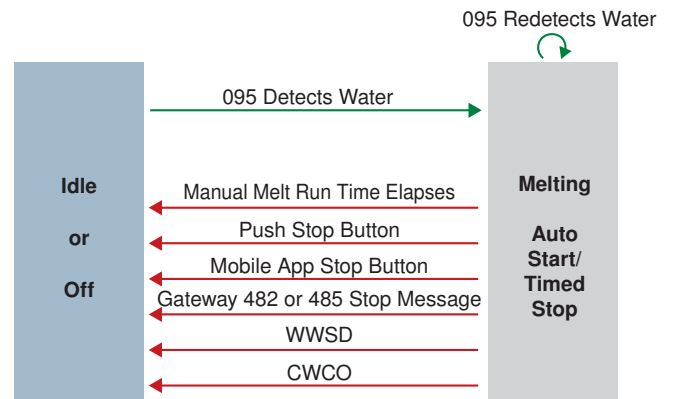 095 Redetects Water
095 Detects Water
Idle
or
Off
Manual Melt Run Time Elapses
Push Stop Button
Mobile App Stop Button
Gateway 482 or 485 Stop Message
WWSD
CWCO
Melting
Auto
Start/
Timed
Stop